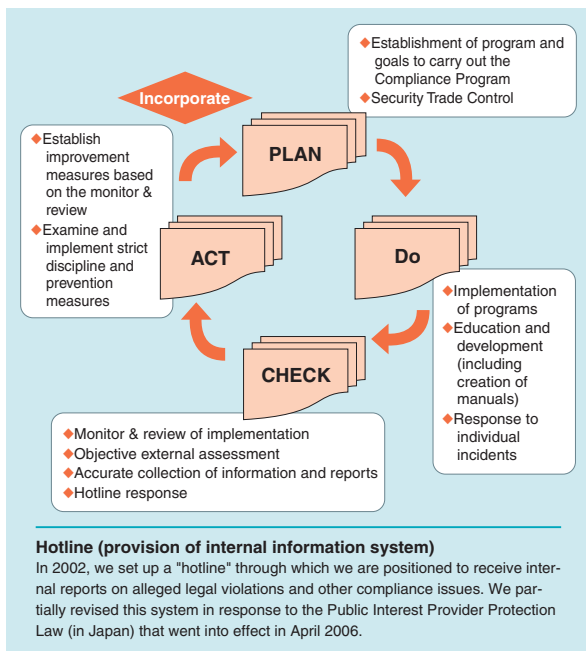 ◆Establishment of program and
goals to carry out the
Compliance Program
◆Security Trade Control
Incorporate
PLAN
◆Establish
improvement
measures based
on the monitor &
review
◆Examine and
implement strict
discipline and
prevention
measures
ACT
Do
◆Implementation
of programs
◆Education and
development
(including
creation of
manuals)
◆Response to
individual
incidents
CHECK
◆Monitor & review of implementation
◆Objective external assessment
◆Accurate collection of information and reports
◆Hotline response
Hotline (provision of internal information system)
In 2002, we set up a "hotline" through which we are positioned to receive inter-
nal reports on alleged legal violations and other compliance issues. We par-
tially revised this system in response to the Public Interest Provider Protection
Law (in Japan) that went into effect in April 2006.